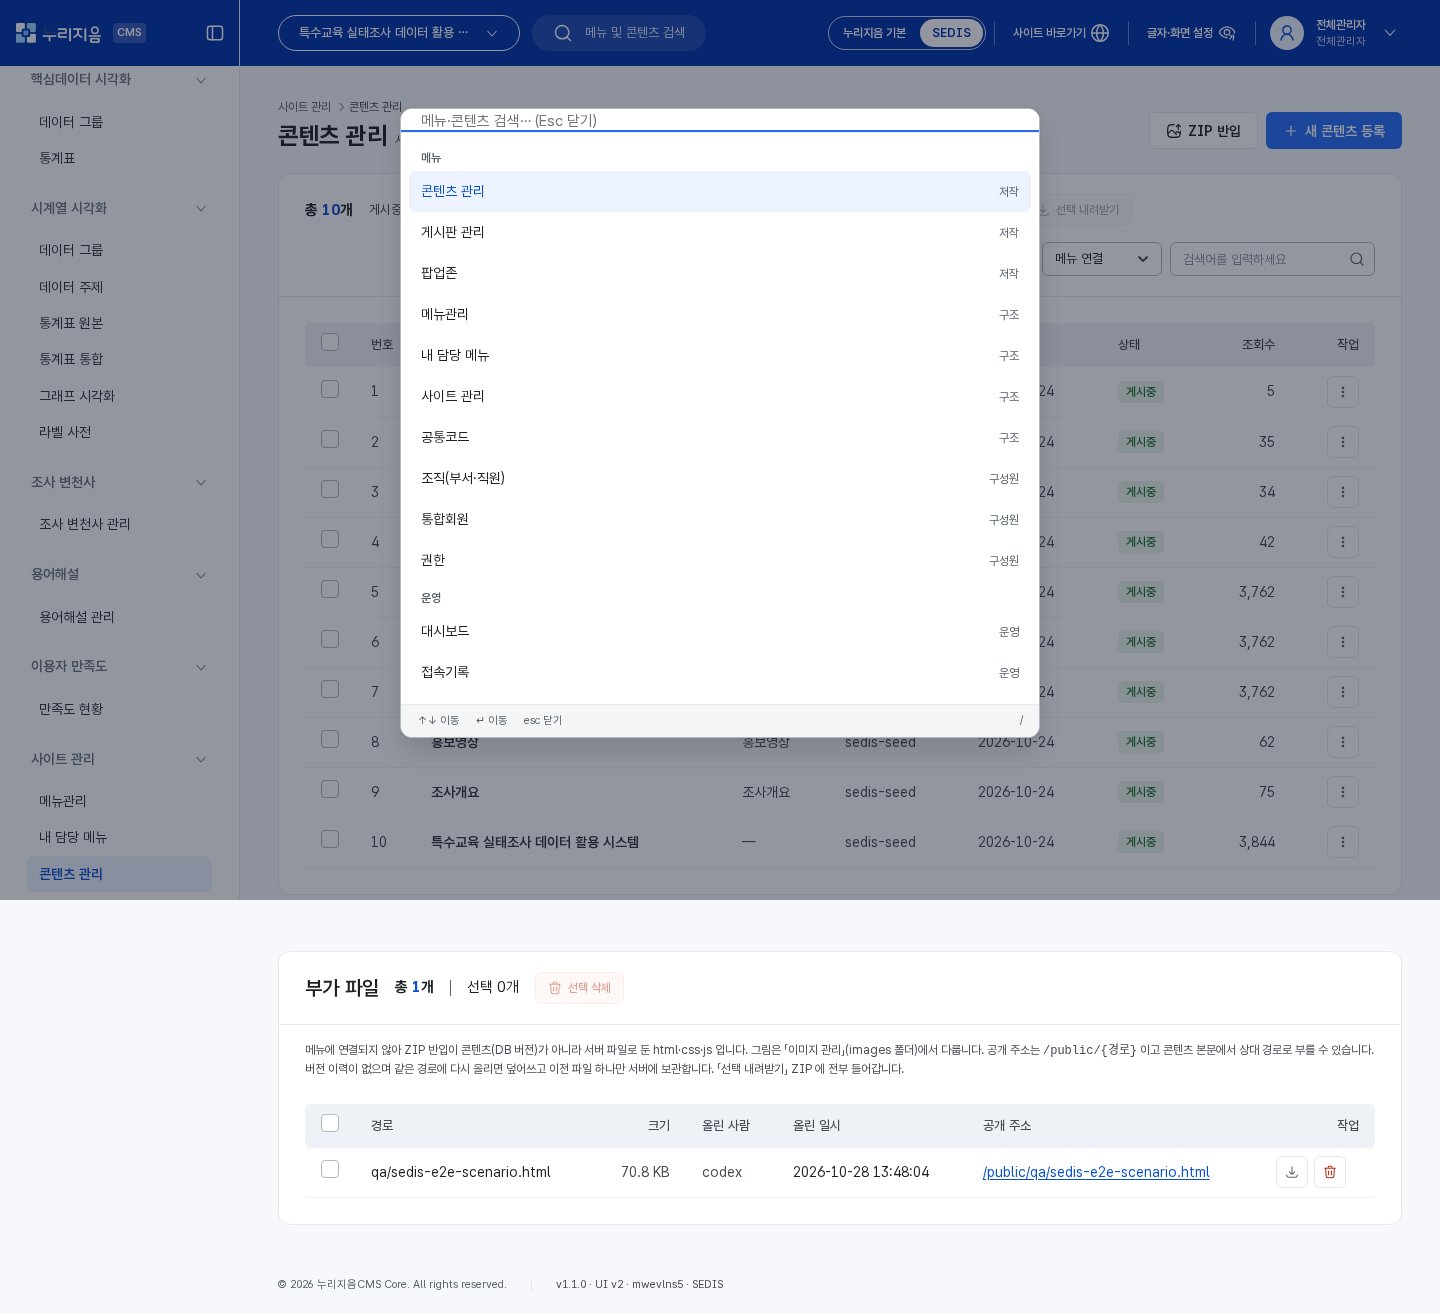 누리지음 CMS
특수교육 실태조사 데이터 활용 ···
메뉴 및 콘텐츠 검색
누리지음 기본 SEDIS
사이트 바로가기
글자·화면 설정
전체관리자
전체관리자
핵심데이터 시각화
데이터 그룹
통계표
시계열 시각화
데이터 그룹
데이터 주제
통계표 원본
통계표 통합
그래프 시각화
라벨 사전
조사 변천사
조사 변천사 관리
용어해설
용어해설 관리
이용자 만족도
만족도 현황
사이트 관리
메뉴관리
내 담당 메뉴
콘텐츠 관리
사이트 관리 > 콘텐츠 관리
콘텐츠 관리
ZIP 반입
+ 새 콘텐츠 등록
총 10개 게시중
선택 내려받기
메뉴 연결
검색어를 입력하세요
메뉴·콘텐츠 검색··· (Esc 닫기)
메뉴
콘텐츠 관리 저작
게시판 관리 저작
팝업존 저작
메뉴관리 구조
내 담당 메뉴 구조
사이트 관리 구조
공통코드 구조
조직(부서·직원) 구성원
통합회원 구성원
권한 구성원
운영
대시보드 운영
접속기록 운영
↑↓ 이동 ↵ 이동 esc 닫기 /
번호 상태 조회수 작업
1 24 게시중 5
2 24 게시중 35
3 24 게시중 34
4 24 게시중 42
5 24 게시중 3,762
6 24 게시중 3,762
7 24 게시중 3,762
8 홍보영상 홍보영상 sedis-seed 2026-10-24 게시중 62
9 조사개요 조사개요 sedis-seed 2026-10-24 게시중 75
10 특수교육 실태조사 데이터 활용 시스템 — sedis-seed 2026-10-24 게시중 3,844
부가 파일 총 1개 | 선택 0개 선택 삭제
메뉴에 연결되지 않아 ZIP 반입이 콘텐츠(DB 버전)가 아니라 서버 파일로 둔 html·css·js 입니다. 그림은 「이미지 관리」(images 폴더)에서 다룹니다. 공개 주소는 /public/{경로} 이고 콘텐츠 본문에서 상대 경로로 부를 수 있습니다.
버전 이력이 없으며 같은 경로에 다시 올리면 덮어쓰고 이전 파일 하나만 서버에 보관합니다. 「선택 내려받기」 ZIP 에 전부 들어갑니다.
경로 크기 올린 사람 올린 일시 공개 주소 작업
qa/sedis-e2e-scenario.html 70.8 KB codex 2026-10-28 13:48:04 /public/qa/sedis-e2e-scenario.html
© 2026 누리지음CMS Core. All rights reserved.
v1.1.0 · UI v2 · mwevlns5 · SEDIS